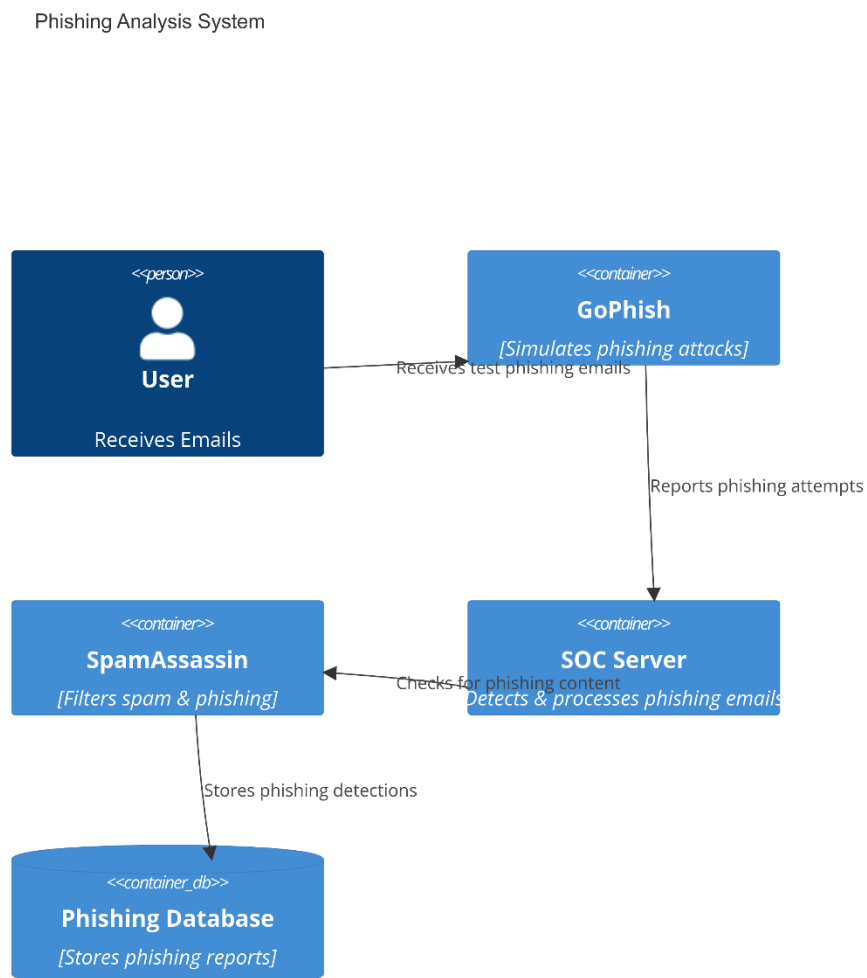 Phishing Analysis System
<<person>>
User
Receives Emails
<<container>>
GoPhish
[Simulates phishing attacks]
Receives test phishing emails
Reports phishing attempts
<<container>>
SpamAssassin
[Filters spam & phishing]
<<container>>
SOC Server
Detects & processes phishing emails
Checks for phishing content
Stores phishing detections
<<container_db>>
Phishing Database
[Stores phishing reports]